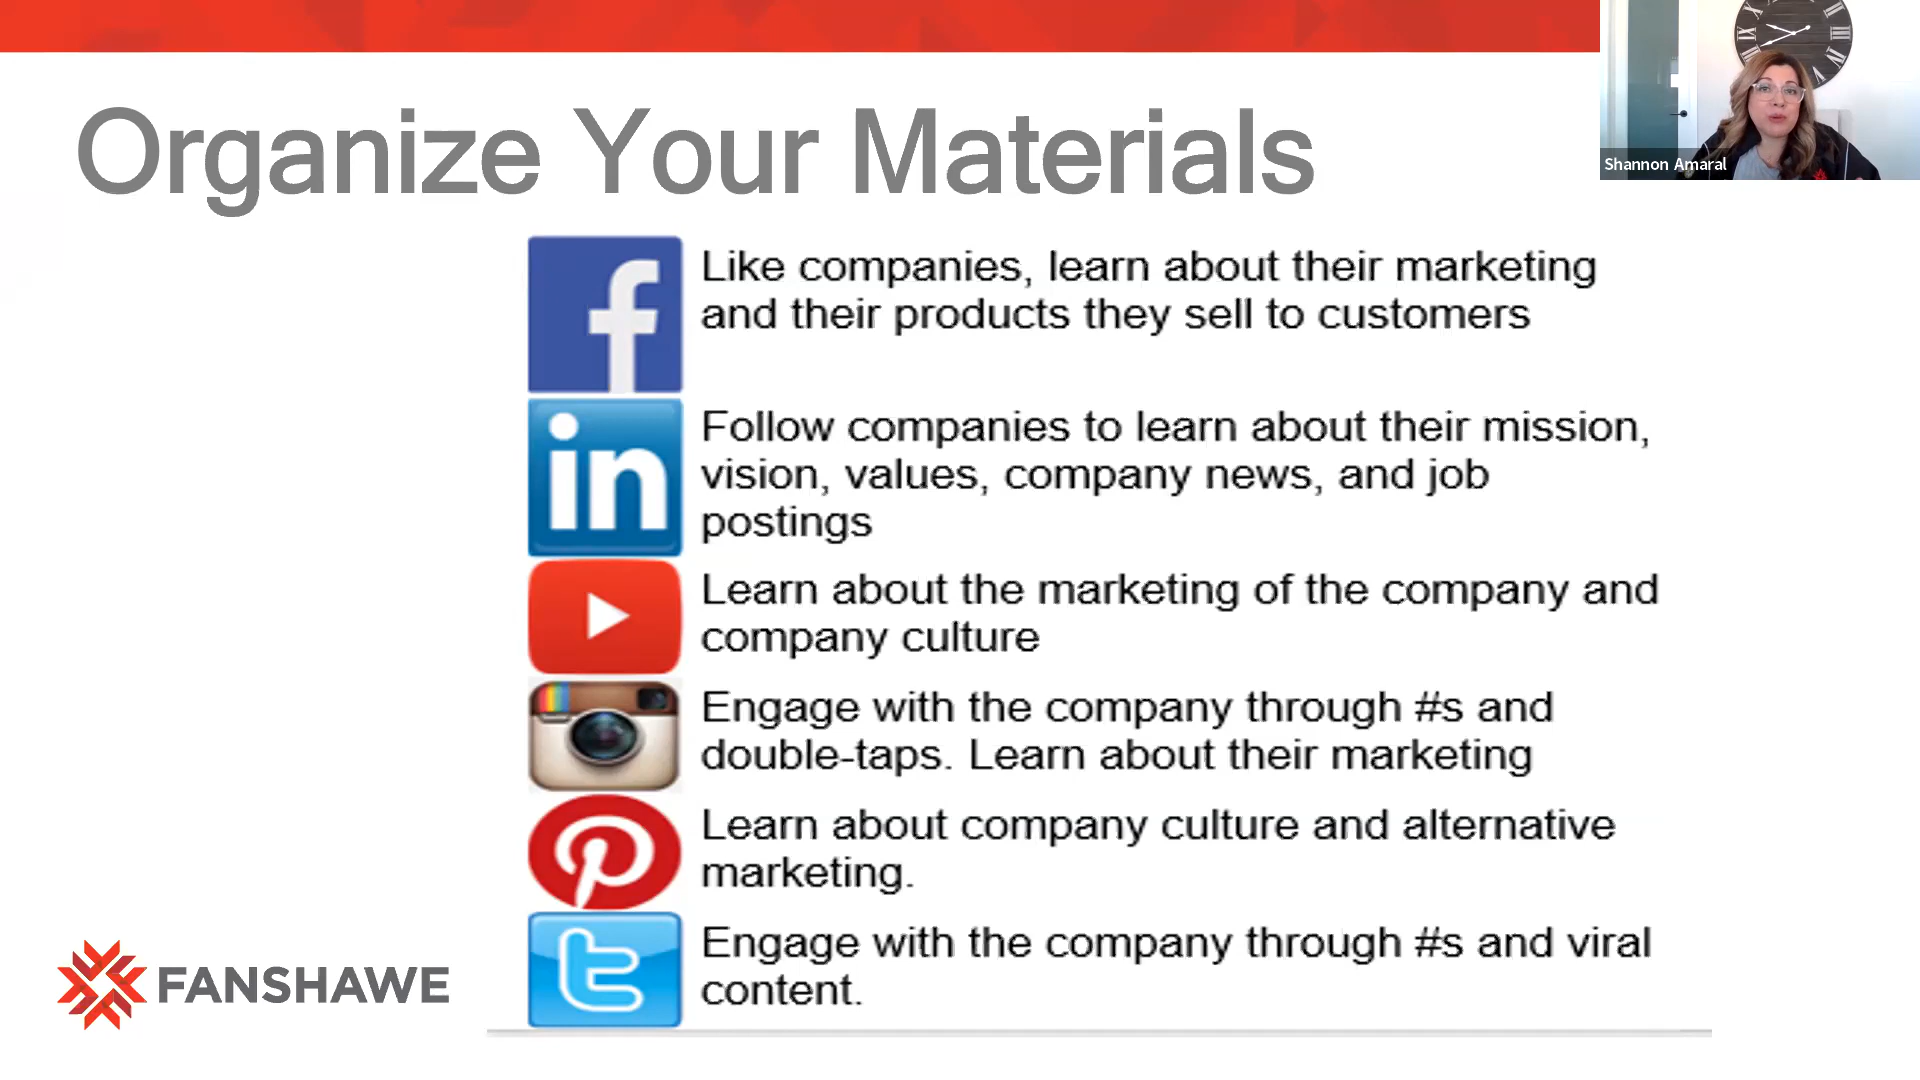 Organize Your Materials
Shannon Amaral
f
Like companies, learn about their marketing
and their products they sell to customers
in
Follow companies to learn about their mission,
vision, values, company news, and job
postings
Learn about the marketing of the company and
company culture
Engage with the company through #s and
double-taps. Learn about their marketing
P
Learn about company culture and alternative
marketing.
t
Engage with the company through #s and viral
content.
FANSHAWE